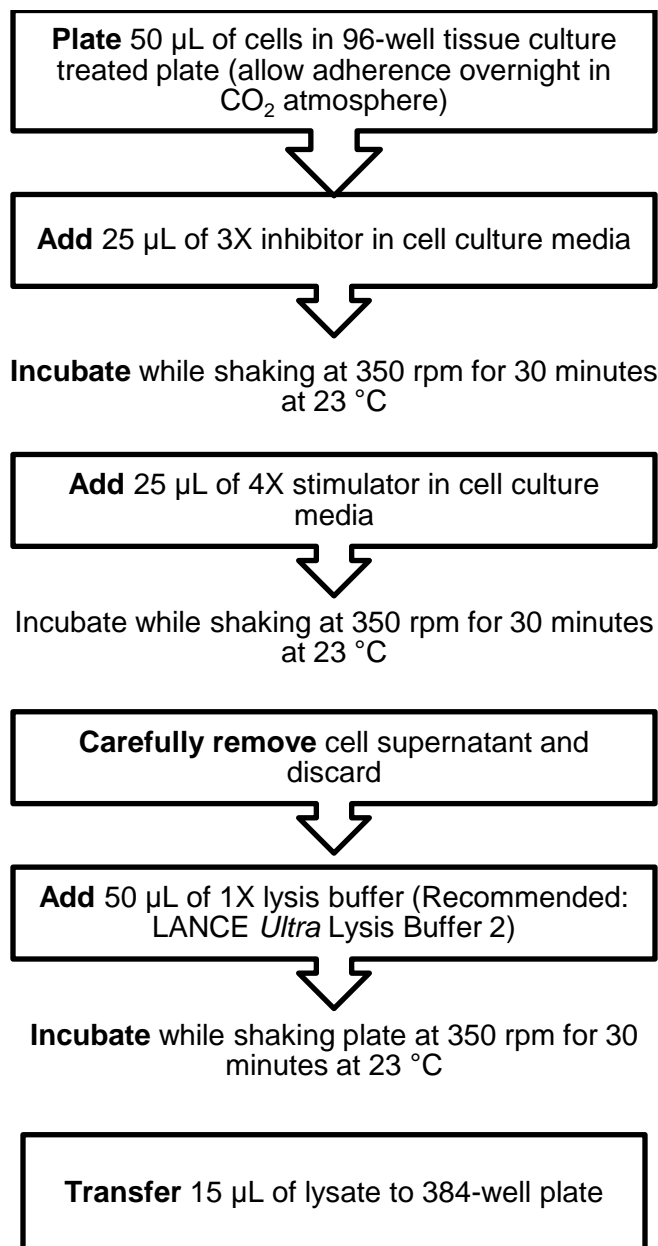 Plate 50 µL of cells in 96-well tissue culture
treated plate (allow adherence overnight in
CO₂ atmosphere)
Add 25 µL of 3X inhibitor in cell culture media
Incubate while shaking at 350 rpm for 30 minutes
at 23 °C
Add 25 µL of 4X stimulator in cell culture
media
Incubate while shaking at 350 rpm for 30 minutes
at 23 °C
Carefully remove cell supernatant and
discard
Add 50 µL of 1X lysis buffer (Recommended:
LANCE Ultra Lysis Buffer 2)
Incubate while shaking plate at 350 rpm for 30
minutes at 23 °C
Transfer 15 µL of lysate to 384-well plate